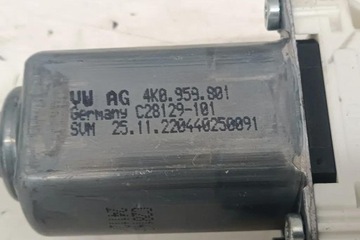 VW AG 4K0.959.801
Germany C28129-101
SVM 25.11.220440250091